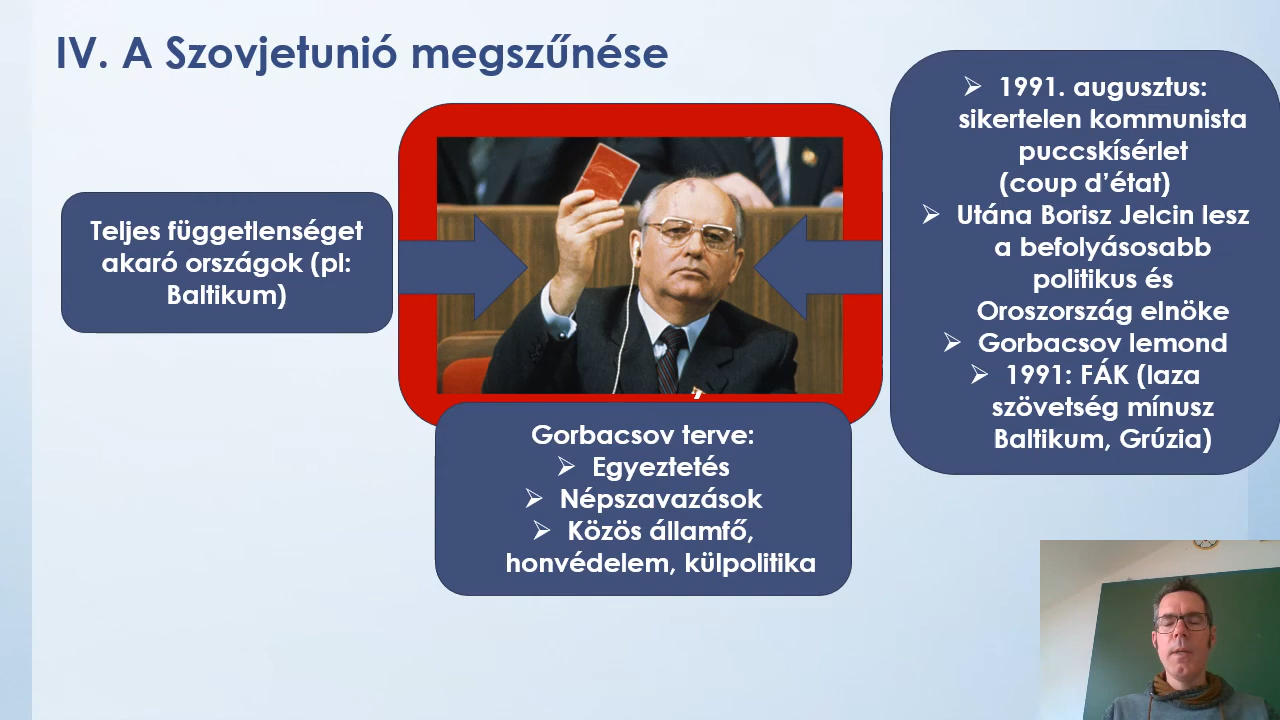 IV. A Szovjetunió megszűnése
Teljes függetlenséget
akaró országok (pl:
Baltikum)
Gorbacsov terve:
➢ Egyeztetés
➢ Népszavazások
➢ Közös államfő,
honvédelem, külpolitika
➢ 1991. augusztus:
sikertelen kommunista
puccskísérlet
(coup d’état)
➢ Utána Borisz Jelcin lesz
a befolyásosabb
politikus és
Oroszország elnöke
➢ Gorbacsov lemond
➢ 1991: FÁK (laza
szövetség mínusz
Baltikum, Grúzia)